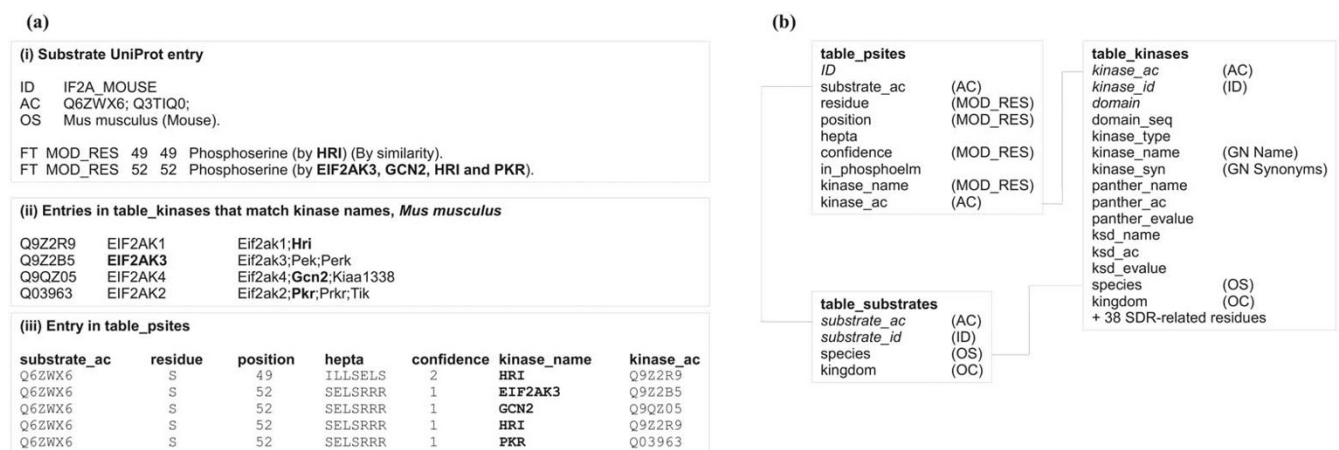 (a)
(i) Substrate UniProt entry
ID IF2A_MOUSE
AC Q6ZWX6; Q3TIQ0;
OS Mus musculus (Mouse).
FT MOD_RES 49 49 Phosphoserine (by HRI) (By similarity).
FT MOD_RES 52 52 Phosphoserine (by EIF2AK3, GCN2, HRI and PKR).
(ii) Entries in table_kinases that match kinase names, Mus musculus
Q9Z2R9 EIF2AK1 Eif2ak1;Hri
Q9Z2B5 EIF2AK3 Eif2ak3;Pek;Perk
Q9QZ05 EIF2AK4 Eif2ak4;Gcn2;Kiaa1338
Q03963 EIF2AK2 Eif2ak2;Pkr;Prkr;Tik
(iii) Entry in table_psites
substrate_ac residue position hepta confidence kinase_name kinase_ac
Q6ZWX6 S 49 ILLSELS 2 HRI Q9Z2R9
Q6ZWX6 S 52 SELSRRR 1 EIF2AK3 Q9Z2B5
Q6ZWX6 S 52 SELSRRR 1 GCN2 Q9QZ05
Q6ZWX6 S 52 SELSRRR 1 HRI Q9Z2R9
Q6ZWX6 S 52 SELSRRR 1 PKR Q03963
(b)
table_psites
ID
substrate_ac (AC)
residue (MOD_RES)
position (MOD_RES)
hepta
confidence (MOD_RES)
in_phosphoelm
kinase_name (MOD_RES)
kinase_ac (AC)
table_substrates
substrate_ac (AC)
substrate_id (ID)
species (OS)
kingdom (OC)
table_kinases
kinase_ac (AC)
kinase_id (ID)
domain
domain_seq
kinase_type
kinase_name (GN Name)
kinase_syn (GN Synonyms)
panther_name
panther_ac
panther_evalue
ksd_name
ksd_ac
ksd_evalue
species (OS)
kingdom (OC)
+ 38 SDR-related residues